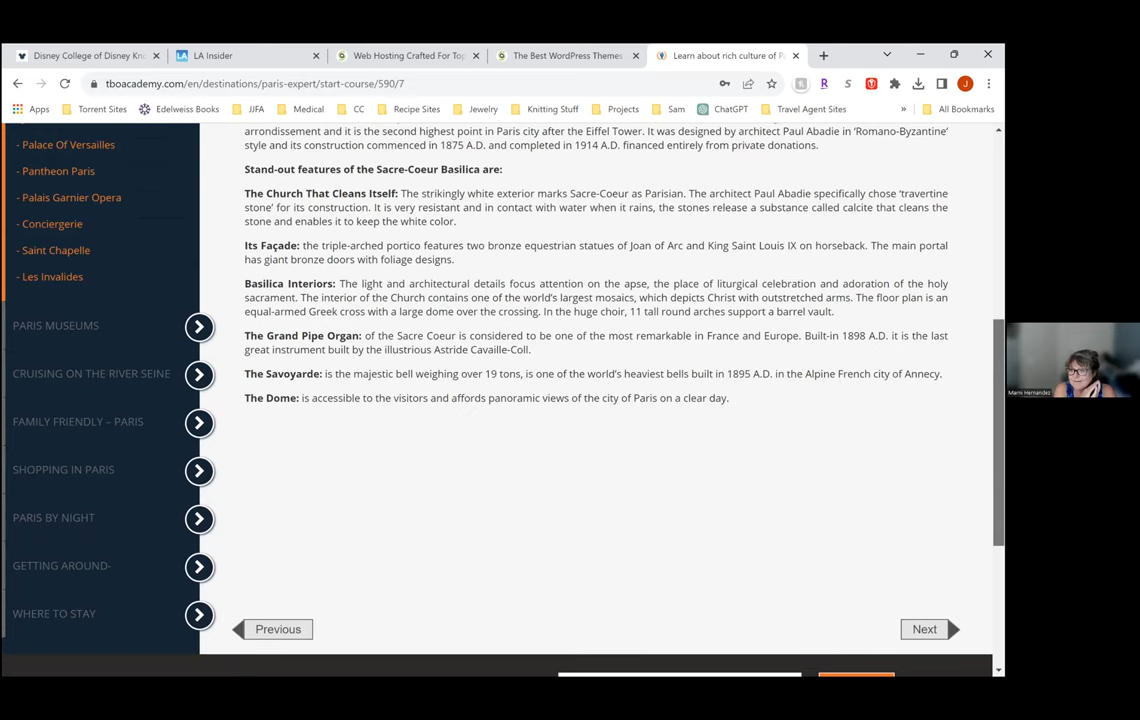 Disney College of Disney Kno
LA Insider
Web Hosting Crafted For Top
The Best WordPress Themes
Learn about rich culture of Pa
tboacademy.com/en/destinations/paris-expert/start-course/590/7
Apps
Torrent Sites
Edelweiss Books
JJFA
Medical
CC
Recipe Sites
Jewelry
Knitting Stuff
Projects
Sam
ChatGPT
Travel Agent Sites
»
All Bookmarks
- Palace Of Versailles
- Pantheon Paris
- Palais Garnier Opera
- Conciergerie
- Saint Chapelle
- Les Invalides
PARIS MUSEUMS
CRUISING ON THE RIVER SEINE
FAMILY FRIENDLY – PARIS
SHOPPING IN PARIS
PARIS BY NIGHT
GETTING AROUND-
WHERE TO STAY
arrondissement and it is the second highest point in Paris city after the Eiffel Tower. It was designed by architect Paul Abadie in ‘Romano-Byzantine’
style and its construction commenced in 1875 A.D. and completed in 1914 A.D. financed entirely from private donations.
Stand-out features of the Sacre-Coeur Basilica are:
The Church That Cleans Itself: The strikingly white exterior marks Sacre-Coeur as Parisian. The architect Paul Abadie specifically chose ‘travertine
stone’ for its construction. It is very resistant and in contact with water when it rains, the stones release a substance called calcite that cleans the
stone and enables it to keep the white color.
Its Façade: the triple-arched portico features two bronze equestrian statues of Joan of Arc and King Saint Louis IX on horseback. The main portal
has giant bronze doors with foliage designs.
Basilica Interiors: The light and architectural details focus attention on the apse, the place of liturgical celebration and adoration of the holy
sacrament. The interior of the Church contains one of the world’s largest mosaics, which depicts Christ with outstretched arms. The floor plan is an
equal-armed Greek cross with a large dome over the crossing. In the huge choir, 11 tall round arches support a barrel vault.
The Grand Pipe Organ: of the Sacre Coeur is considered to be one of the most remarkable in France and Europe. Built-in 1898 A.D. it is the last
great instrument built by the illustrious Astride Cavaille-Coll.
The Savoyarde: is the majestic bell weighing over 19 tons, is one of the world’s heaviest bells built in 1895 A.D. in the Alpine French city of Annecy.
The Dome: is accessible to the visitors and affords panoramic views of the city of Paris on a clear day.
Previous
Next
Marni Hernandez